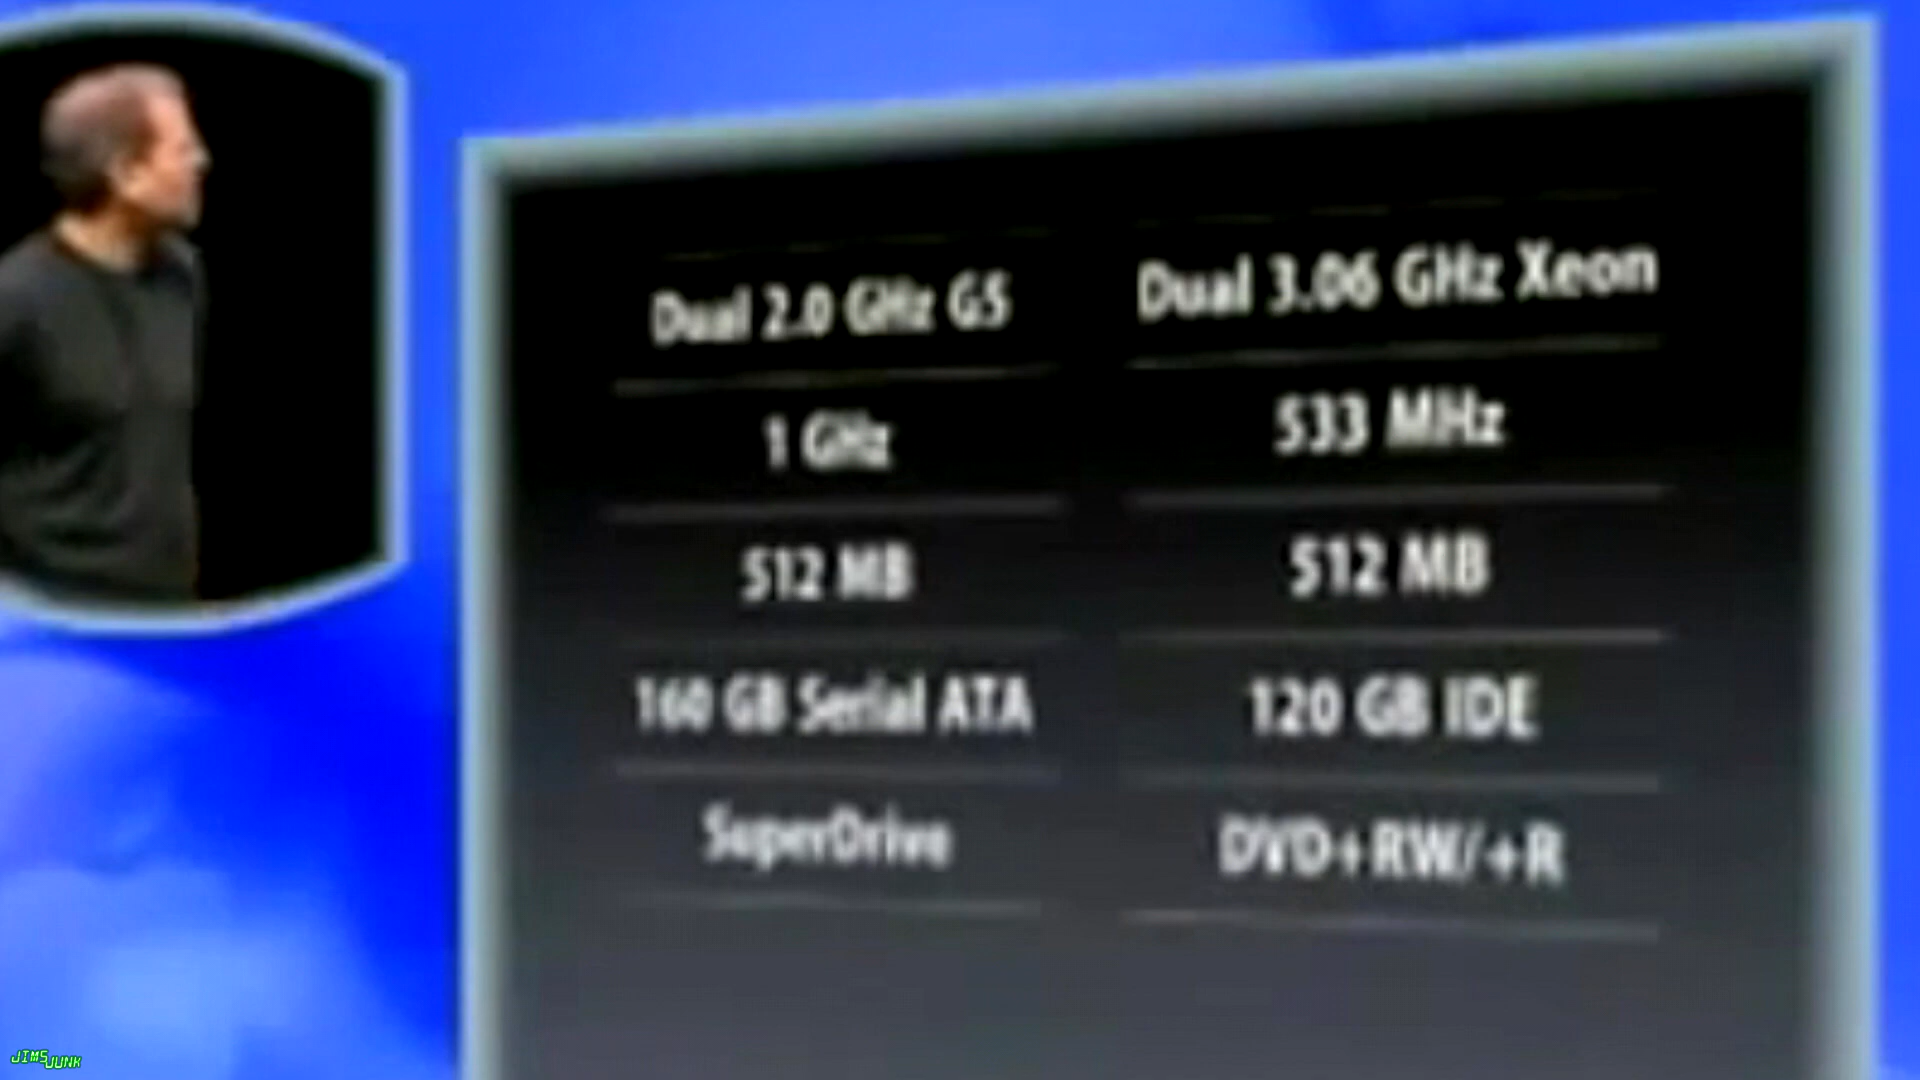 Dual 2.0 GHz G5
Dual 3.06 GHz Xeon
1 GHz
533 MHz
512 MB
512 MB
160 GB Serial ATA
120 GB IDE
SuperDrive
DVD+RW/+R
JIMS JUNK